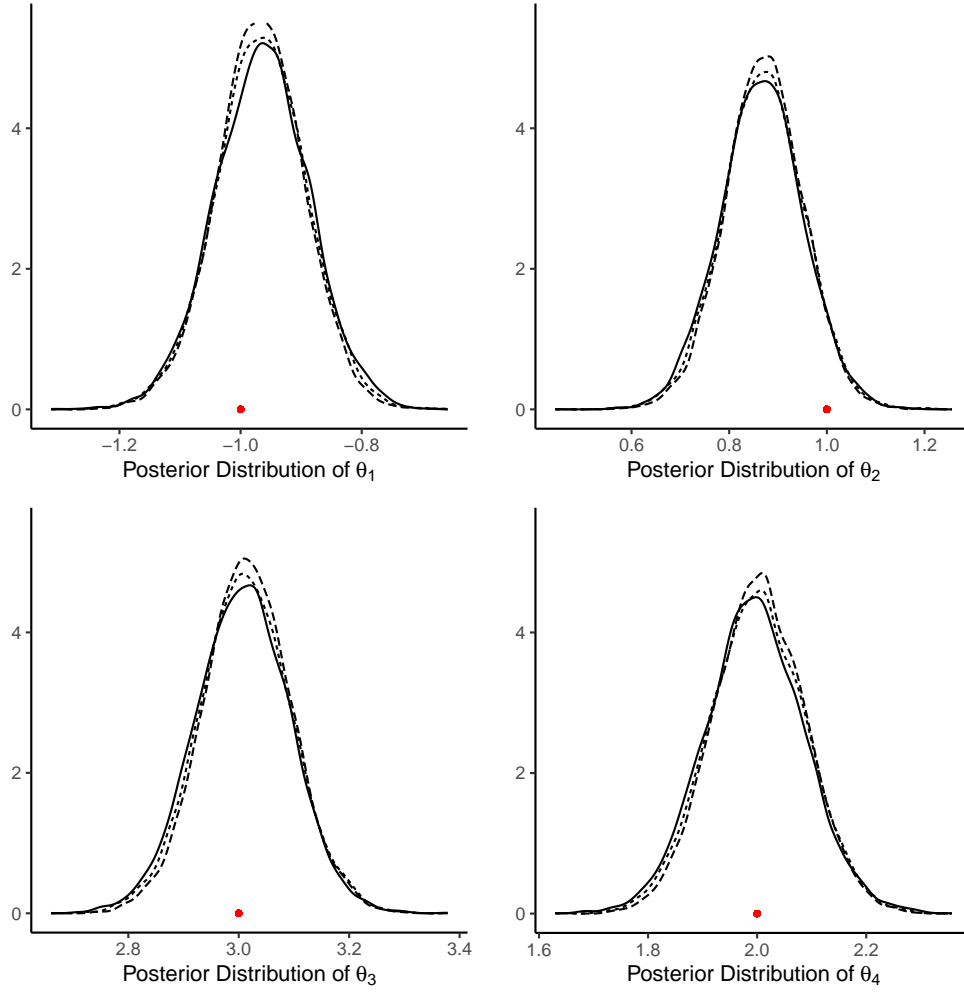 4
2
0
−1.2 −1.0 −0.8
Posterior Distribution of θ1
4
2
0
0.6 0.8 1.0 1.2
Posterior Distribution of θ2
4
2
0
2.8 3.0 3.2 3.4
Posterior Distribution of θ3
4
2
0
1.6 1.8 2.0 2.2
Posterior Distribution of θ4